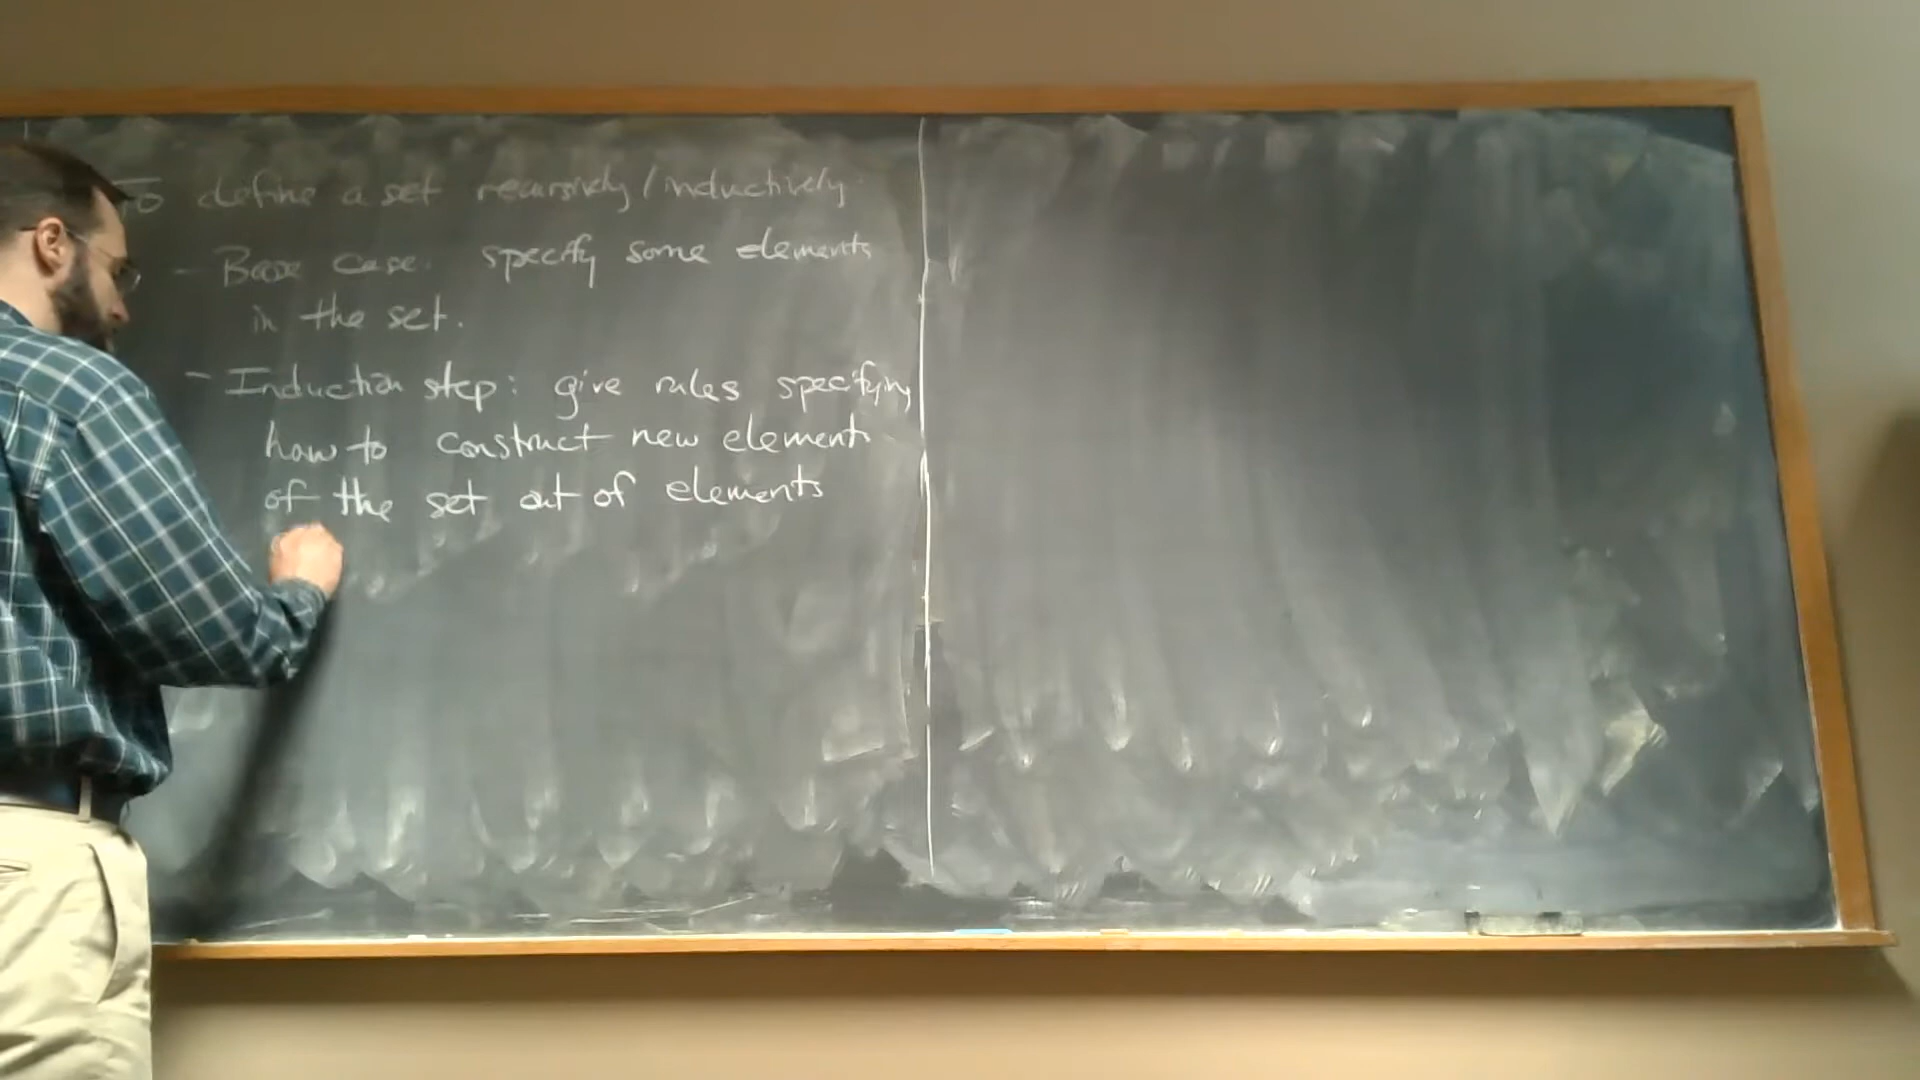 To define a set recursively/inductively:
- Base case: specify some elements
in the set.
- Induction step: give rules specifying
how to construct new elements
of the set out of elements